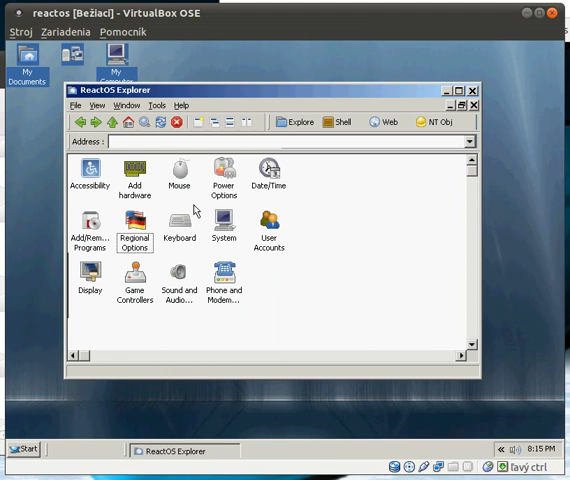 reactos [Bežiaci] - VirtualBox OSE
Stroj Zariadenia Pomocník
My
Documents
My
Computer
ReactOS Explorer
File View Window Tools Help
Explore Shell Web NT Obj
Address :
Accessibility Add
hardware Mouse Power
Options Date/Time
Add/Rem...
Programs Regional
Options Keyboard System User
Accounts
Display Game
Controllers Sound and
Audio... Phone and
Modem...
Start ReactOS Explorer « 8:15 PM
ľavý ctrl